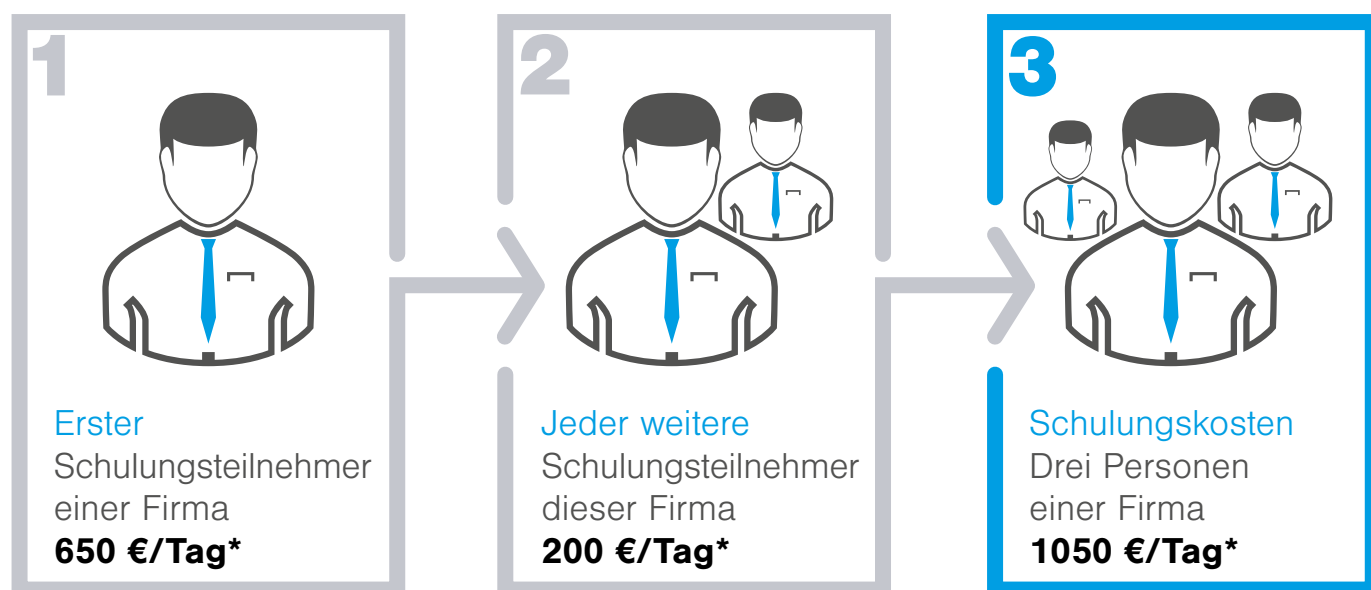 1
Erster
Schulungsteilnehmer
einer Firma
650 €/Tag*
2
Jeder weitere
Schulungsteilnehmer
dieser Firma
200 €/Tag*
3
Schulungskosten
Drei Personen
einer Firma
1050 €/Tag*